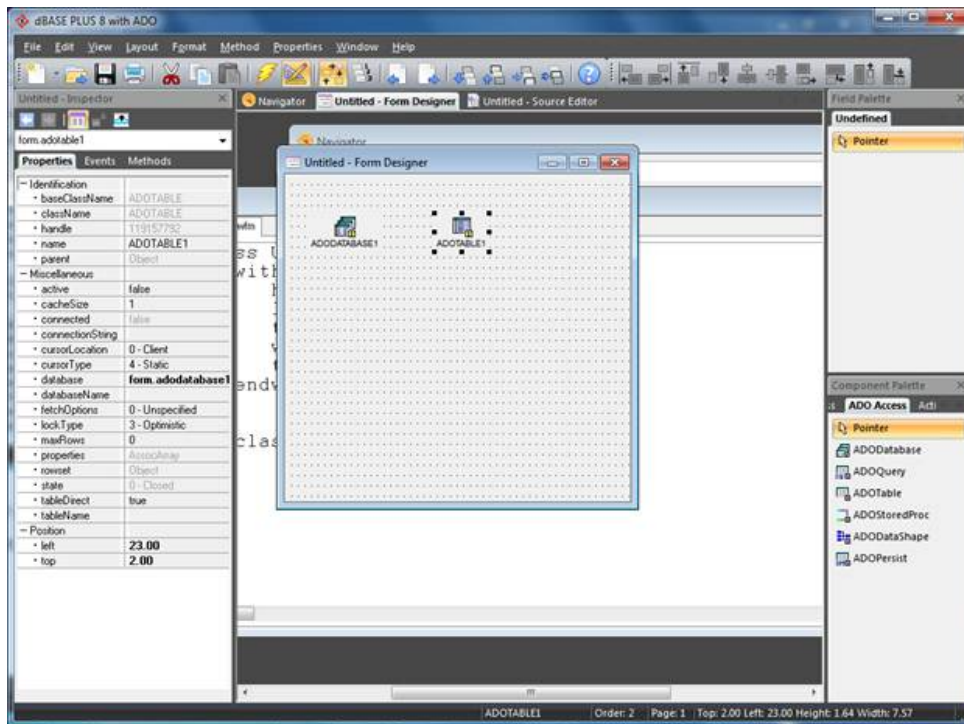 dBASE PLUS 8 with ADO
File Edit View Layout Format Method Properties Window Help
Untitled - Inspector
form.adotable1
Properties Events Methods
Identification
baseClassName ADOTABLE
className ADOTABLE
handle 119157792
name ADOTABLE1
parent Object
Miscellaneous
active false
cacheSize 1
connected false
connectionString
cursorLocation 0 - Client
cursorType 4 - Static
database form.adodatabase1
databaseName
fetchOptions 0 - Unspecified
lockType 3 - Optimistic
maxRows 0
properties AssocArray
rowset Object
state 0 - Closed
tableDirect true
tableName
Position
left 23.00
top 2.00
Navigator Untitled - Form Designer Untitled - Source Editor
Navigator
Untitled - Form Designer
ADODATABASE1 ADOTABLE1
ss U
with
endw
clas
Field Palette
Undefined
Pointer
Component Palette
ADO Access Acti
Pointer
ADODatabase
ADOQuery
ADOTable
ADOStoredProc
ADODataShape
ADOPersist
ADOTABLE1 Order: 2 Page: 1 Top: 2.00 Left: 23.00 Height: 1.64 Width: 7.57